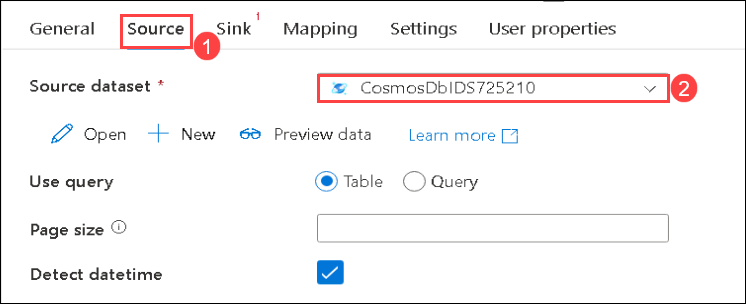 General Source Sink 1 Mapping Settings User properties
1
Source dataset * CosmosDbIDS725210 2
Open New Preview data Learn more
Use query Table Query
Page size
Detect datetime